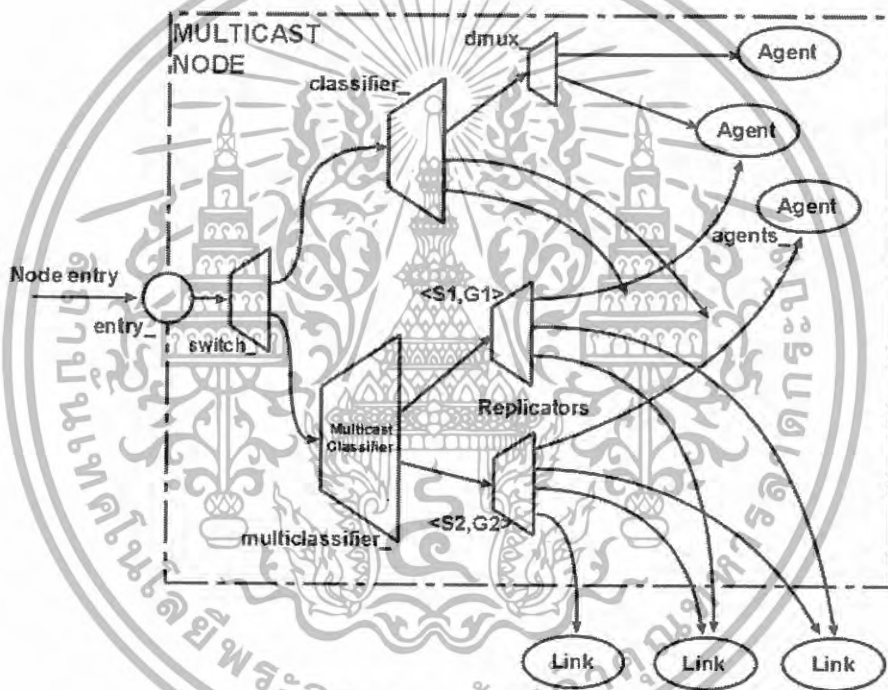 MULTICAST
NODE
dmux_
classifier_
Agent
Agent
Agent
agents_
Node entry
entry_
switch_
<S1,G1>
Replicators
Multicast
Classifier
multiclassifier_
<S2,G2>
Link
Link
Link